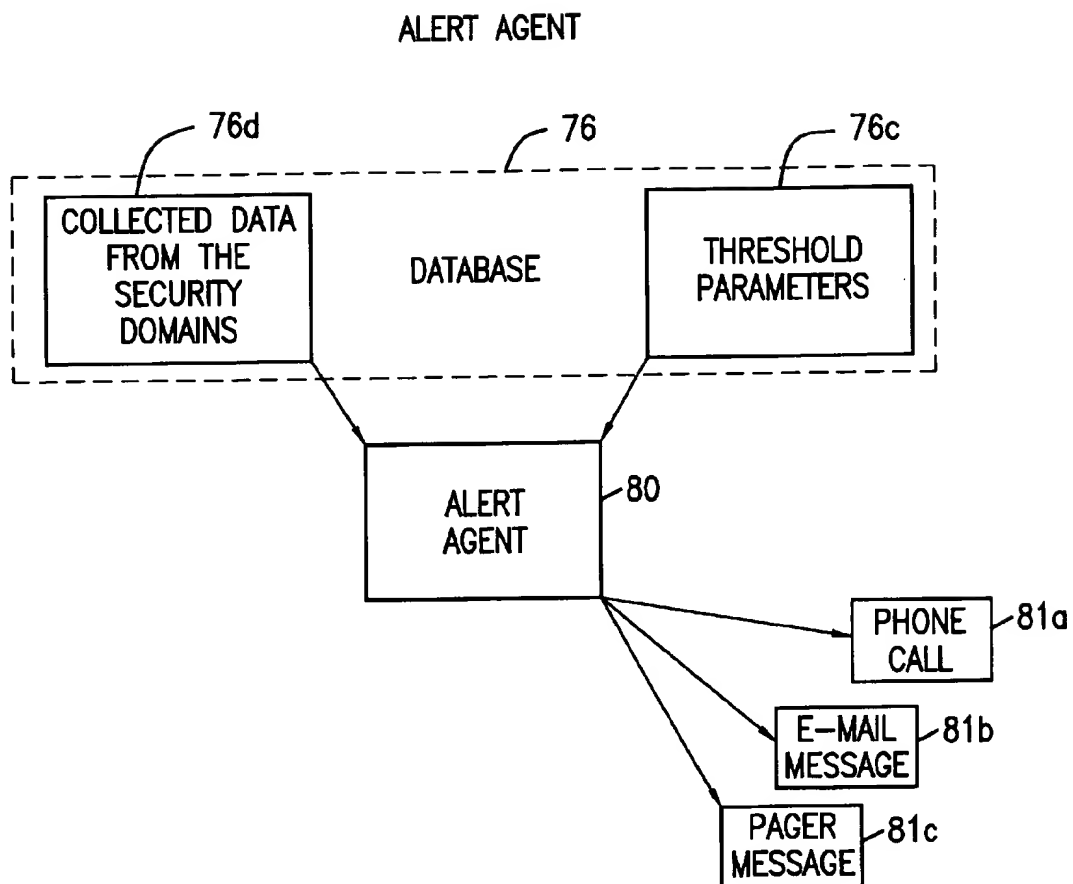 ALERT AGENT
76d
76
76c
COLLECTED DATA
FROM THE
SECURITY
DOMAINS
DATABASE
THRESHOLD
PARAMETERS
ALERT
AGENT
80
PHONE
CALL
81a
E-MAIL
MESSAGE
81b
PAGER
MESSAGE
81c